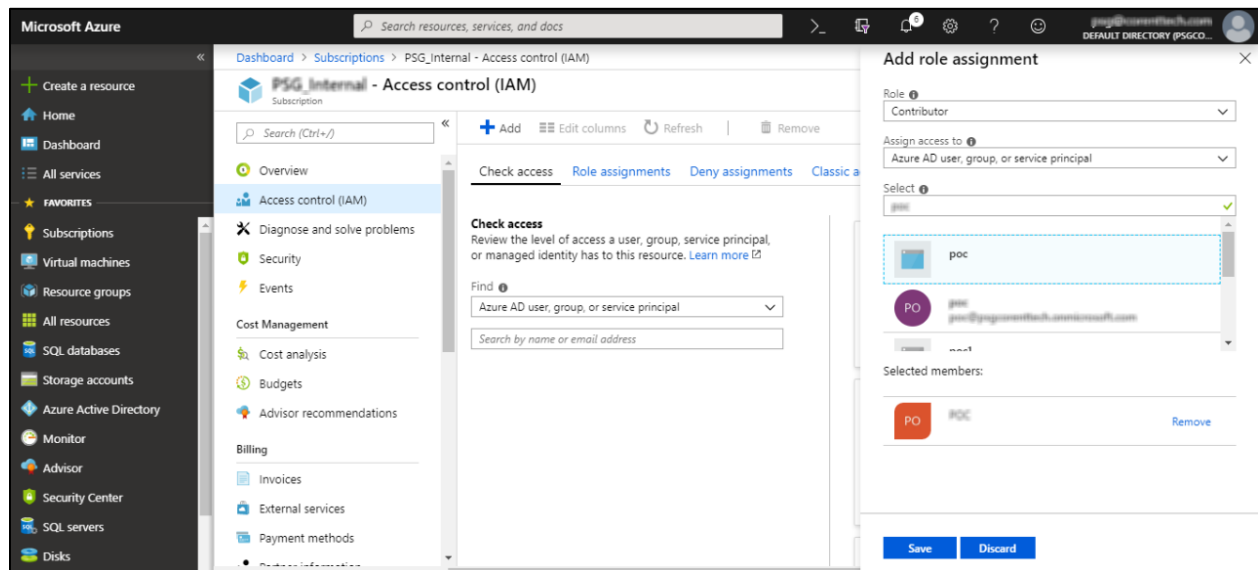 Microsoft Azure
Search resources, services, and docs
6
DEFAULT DIRECTORY (PSGCO...
Create a resource
Home
Dashboard
All services
FAVORITES
Subscriptions
Virtual machines
Resource groups
All resources
SQL databases
Storage accounts
Azure Active Directory
Monitor
Advisor
Security Center
SQL servers
Disks
Dashboard > Subscriptions > PSG_Internal - Access control (IAM)
PSG_Internal - Access control (IAM)
Subscription
Search (Ctrl+/)
Overview
Access control (IAM)
Diagnose and solve problems
Security
Events
Cost Management
Cost analysis
Budgets
Advisor recommendations
Billing
Invoices
External services
Payment methods
Partner information
Add Edit columns Refresh Remove
Check access Role assignments Deny assignments Classic a
Check access
Review the level of access a user, group, service principal,
or managed identity has to this resource. Learn more
Find
Azure AD user, group, or service principal
Search by name or email address
Add role assignment
Role
Contributor
Assign access to
Azure AD user, group, or service principal
Select
poc
poc
PO
poc1
Selected members:
PO
POC
Remove
Save Discard